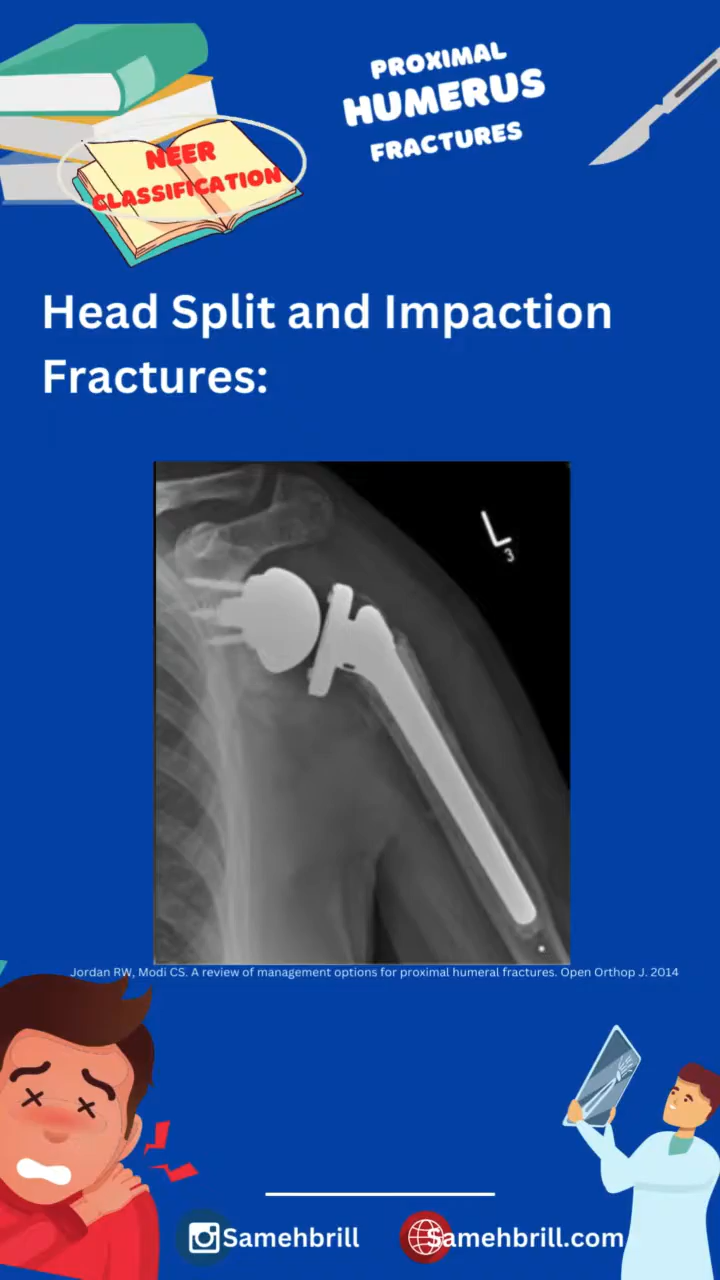 PROXIMAL
HUMERUS
FRACTURES
NEER
CLASSIFICATION
Head Split and Impaction
Fractures:
L
3
Jordan RW, Modi CS. A review of management options for proximal humeral fractures. Open Orthop J. 2014
Samehbrill
Samehbrill.com